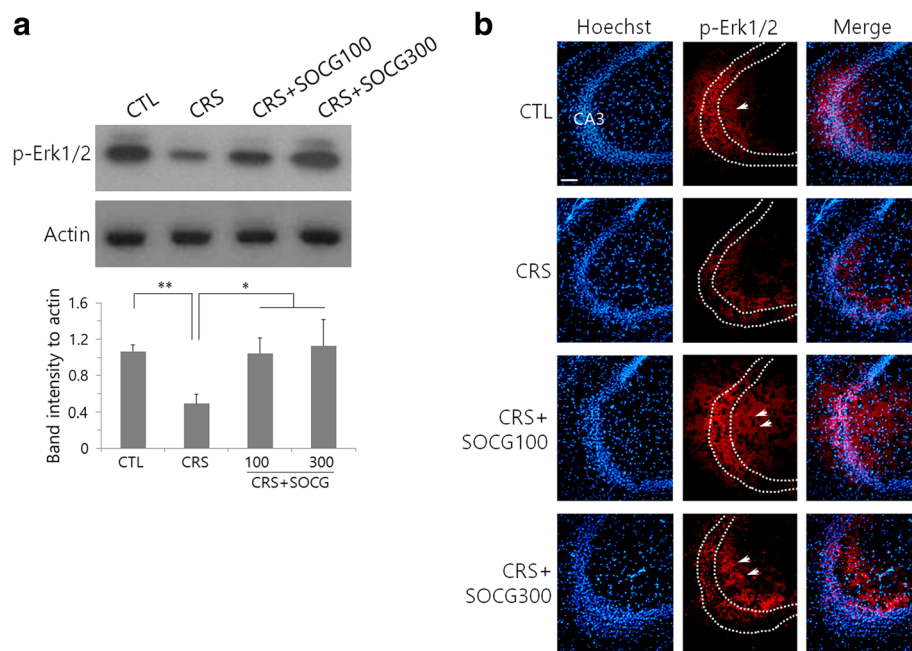 a
CTL
CRS
CRS+SOCG100
CRS+SOCG300
p-Erk1/2
Actin
Band intensity to actin
**
*
1.6
1.2
0.8
0.4
0
CTL
CRS
100
300
CRS+SOCG
b
Hoechst
p-Erk1/2
Merge
CTL
CA3
CRS
CRS+
SOCG100
CRS+
SOCG300